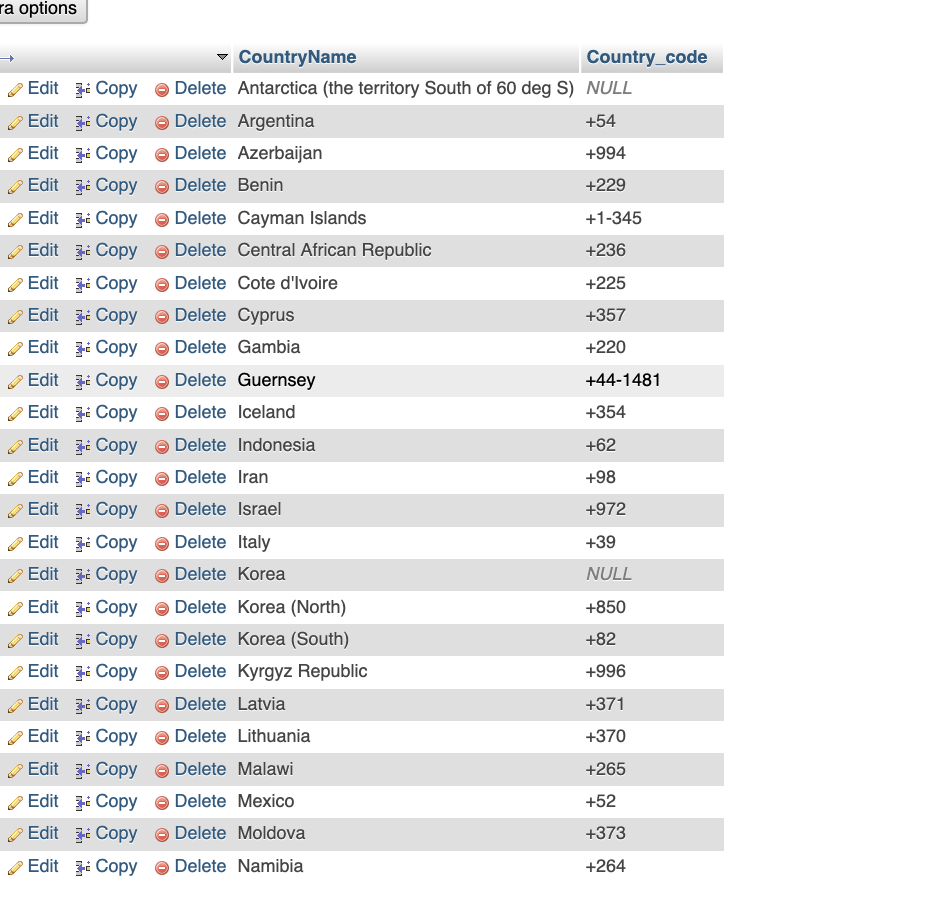 ra options
CountryName Country_code
Edit Copy Delete Antarctica (the territory South of 60 deg S) NULL
Edit Copy Delete Argentina +54
Edit Copy Delete Azerbaijan +994
Edit Copy Delete Benin +229
Edit Copy Delete Cayman Islands +1-345
Edit Copy Delete Central African Republic +236
Edit Copy Delete Cote d'Ivoire +225
Edit Copy Delete Cyprus +357
Edit Copy Delete Gambia +220
Edit Copy Delete Guernsey +44-1481
Edit Copy Delete Iceland +354
Edit Copy Delete Indonesia +62
Edit Copy Delete Iran +98
Edit Copy Delete Israel +972
Edit Copy Delete Italy +39
Edit Copy Delete Korea NULL
Edit Copy Delete Korea (North) +850
Edit Copy Delete Korea (South) +82
Edit Copy Delete Kyrgyz Republic +996
Edit Copy Delete Latvia +371
Edit Copy Delete Lithuania +370
Edit Copy Delete Malawi +265
Edit Copy Delete Mexico +52
Edit Copy Delete Moldova +373
Edit Copy Delete Namibia +264